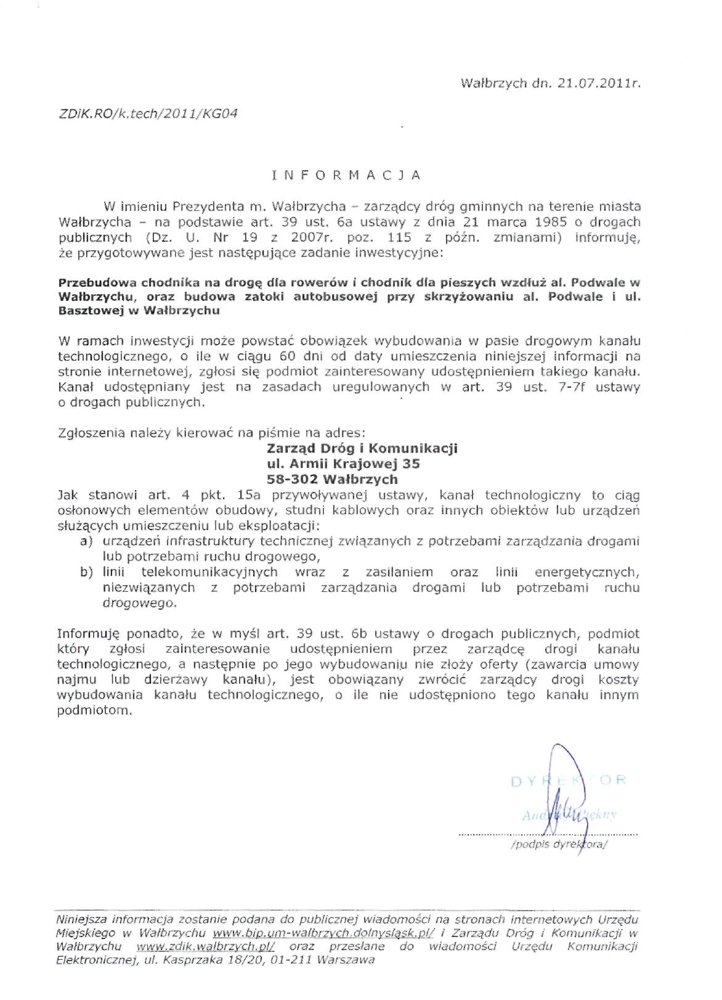 Wałbrzych dn. 21.07.2011r.
ZDiK.RO/k.tech/2011/KG04
I N F O R M A C J A
W imieniu Prezydenta m. Wałbrzycha – zarządcy dróg gminnych na terenie miasta
Wałbrzycha – na podstawie art. 39 ust. 6a ustawy z dnia 21 marca 1985 o drogach
publicznych (Dz. U. Nr 19 z 2007r. poz. 115 z późn. zmianami) informuję,
że przygotowywane jest następujące zadanie inwestycyjne:
Przebudowa chodnika na drogę dla rowerów i chodnik dla pieszych wzdłuż al. Podwale w
Wałbrzychu, oraz budowa zatoki autobusowej przy skrzyżowaniu al. Podwale i ul.
Basztowej w Wałbrzychu
W ramach inwestycji może powstać obowiązek wybudowania w pasie drogowym kanału
technologicznego, o ile w ciągu 60 dni od daty umieszczenia niniejszej informacji na
stronie internetowej, zgłosi się podmiot zainteresowany udostępnieniem takiego kanału.
Kanał udostępniany jest na zasadach uregulowanych w art. 39 ust. 7-7f ustawy
o drogach publicznych.
Zgłoszenia należy kierować na piśmie na adres:
Zarząd Dróg i Komunikacji
ul. Armii Krajowej 35
58-302 Wałbrzych
Jak stanowi art. 4 pkt. 15a przywoływanej ustawy, kanał technologiczny to ciąg
osłonowych elementów obudowy, studni kablowych oraz innych obiektów lub urządzeń
służących umieszczeniu lub eksploatacji:
a) urządzeń infrastruktury technicznej związanych z potrzebami zarządzania drogami
lub potrzebami ruchu drogowego,
b) linii telekomunikacyjnych wraz z zasilaniem oraz linii energetycznych,
niezwiązanych z potrzebami zarządzania drogami lub potrzebami ruchu
drogowego.
Informuję ponadto, że w myśl art. 39 ust. 6b ustawy o drogach publicznych, podmiot
który zgłosi zainteresowanie udostępnieniem przez zarządcę drogi kanału
technologicznego, a następnie po jego wybudowaniu nie złoży oferty (zawarcia umowy
najmu lub dzierżawy kanału), jest obowiązany zwrócić zarządcy drogi koszty
wybudowania kanału technologicznego, o ile nie udostępniono tego kanału innym
podmiotom.
DYREKTOR
Andrzej Piękny
/podpis dyrektora/
Niniejsza informacja zostanie podana do publicznej wiadomości na stronach internetowych Urzędu
Miejskiego w Wałbrzychu www.bip.um-walbrzych.dolnyslask.pl/ i Zarządu Dróg i Komunikacji w
Wałbrzychu www.zdik.walbrzych.pl/ oraz przesłane do wiadomości Urzędu Komunikacji
Elektronicznej, ul. Kasprzaka 18/20, 01-211 Warszawa